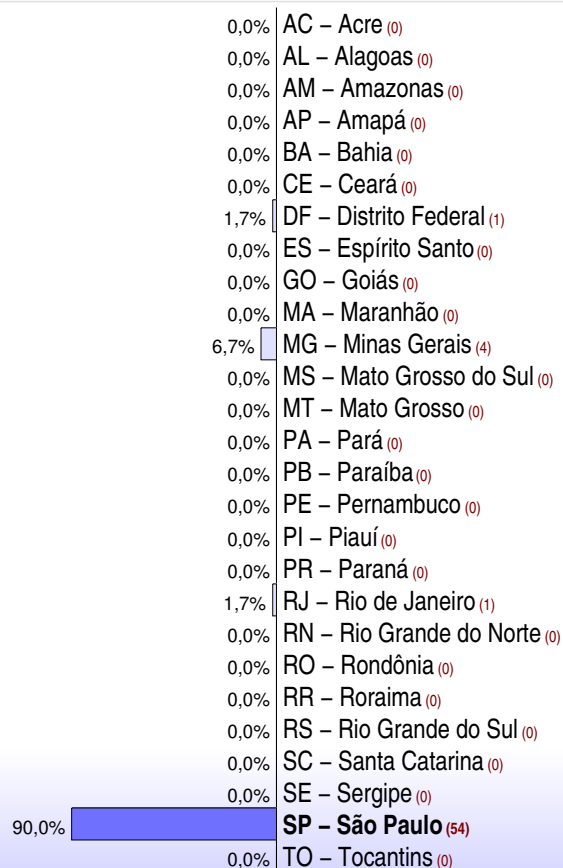 0,0% AC – Acre (0)
0,0% AL – Alagoas (0)
0,0% AM – Amazonas (0)
0,0% AP – Amapá (0)
0,0% BA – Bahia (0)
0,0% CE – Ceará (0)
1,7% DF – Distrito Federal (1)
0,0% ES – Espírito Santo (0)
0,0% GO – Goiás (0)
0,0% MA – Maranhão (0)
6,7% MG – Minas Gerais (4)
0,0% MS – Mato Grosso do Sul (0)
0,0% MT – Mato Grosso (0)
0,0% PA – Pará (0)
0,0% PB – Paraíba (0)
0,0% PE – Pernambuco (0)
0,0% PI – Piauí (0)
0,0% PR – Paraná (0)
1,7% RJ – Rio de Janeiro (1)
0,0% RN – Rio Grande do Norte (0)
0,0% RO – Rondônia (0)
0,0% RR – Roraima (0)
0,0% RS – Rio Grande do Sul (0)
0,0% SC – Santa Catarina (0)
0,0% SE – Sergipe (0)
90,0% SP – São Paulo (54)
0,0% TO – Tocantins (0)